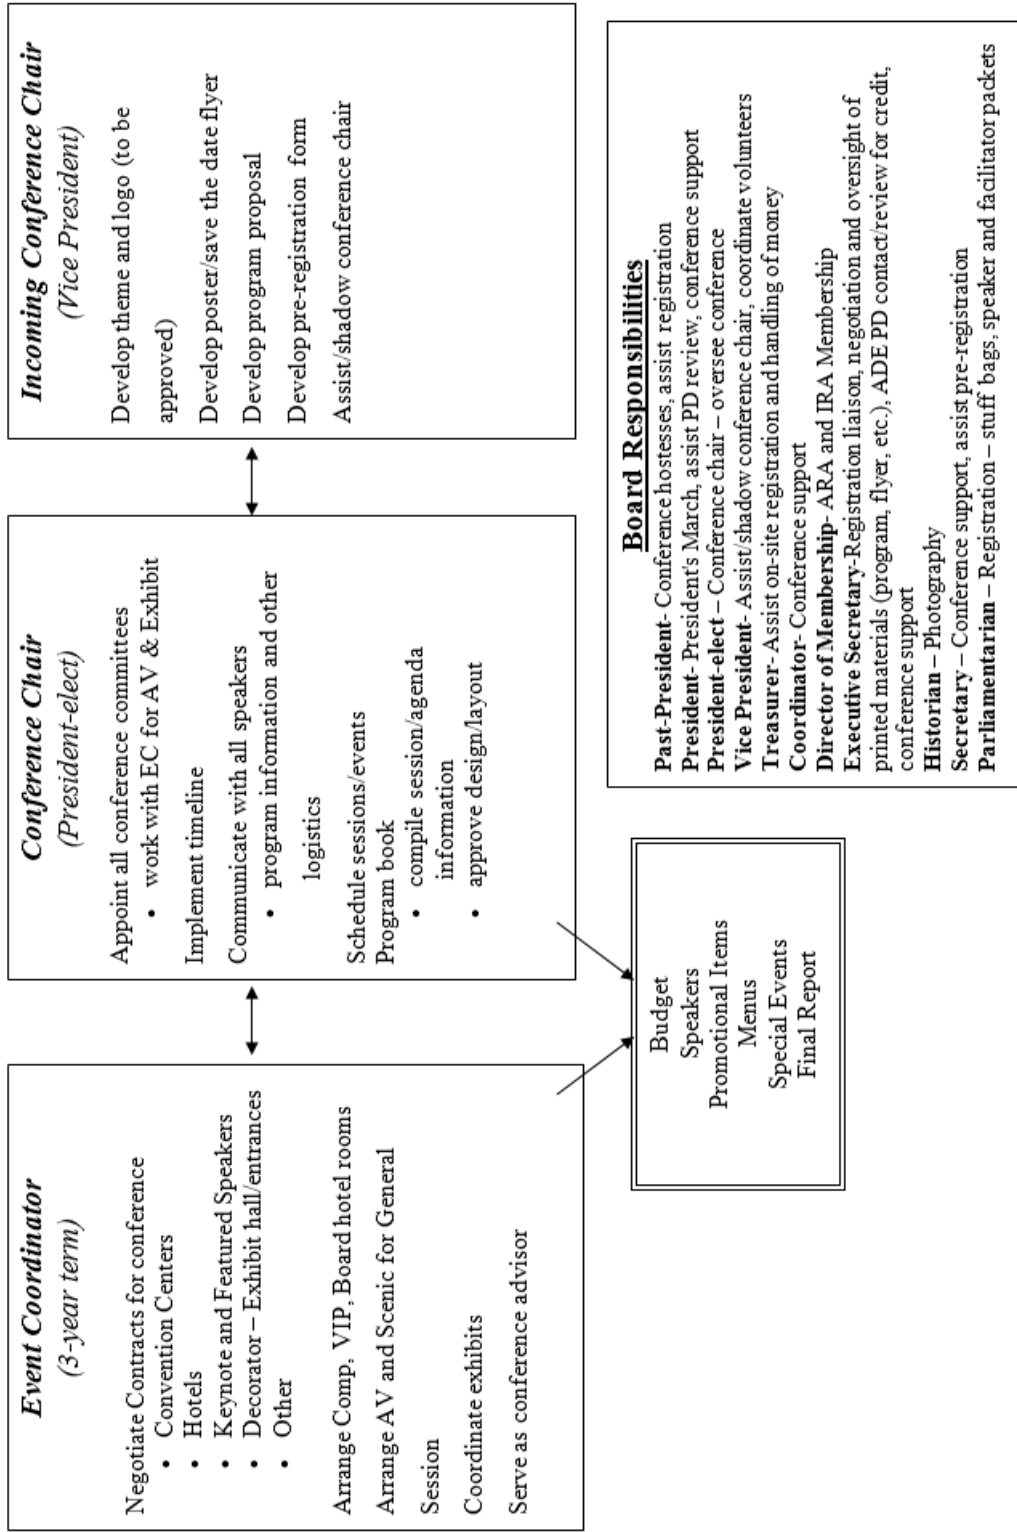 Event Coordinator
(3-year term)
Negotiate Contracts for conference
• Convention Centers
• Hotels
• Keynote and Featured Speakers
• Decorator – Exhibit hall/entrances
• Other
Arrange Comp, VIP, Board hotel rooms
Arrange AV and Scenic for General
Session
Coordinate exhibits
Serve as conference advisor
Conference Chair
(President-elect)
Appoint all conference committees
• work with EC for AV & Exhibit
Implement timeline
Communicate with all speakers
• program information and other
logistics
Schedule sessions/events
Program book
• compile session/agenda
information
• approve design/layout
Incoming Conference Chair
(Vice President)
Develop theme and logo (to be
approved)
Develop poster/save the date flyer
Develop program proposal
Develop pre-registration form
Assist/shadow conference chair
Budget
Speakers
Promotional Items
Menus
Special Events
Final Report
Board Responsibilities
Past-President- Conference hostesses, assist registration
President- President's March, assist PD review, conference support
President-elect – Conference chair – oversee conference
Vice President- Assist/shadow conference chair, coordinate volunteers
Treasurer- Assist on-site registration and handling of money
Coordinator- Conference support
Director of Membership- ARA and IRA Membership
Executive Secretary-Registration liaison, negotiation and oversight of
printed materials (program, flyer, etc.), ADE PD contact/review for credit,
conference support
Historian – Photography
Secretary – Conference support, assist pre-registration
Parliamentarian – Registration – stuff bags, speaker and facilitator packets